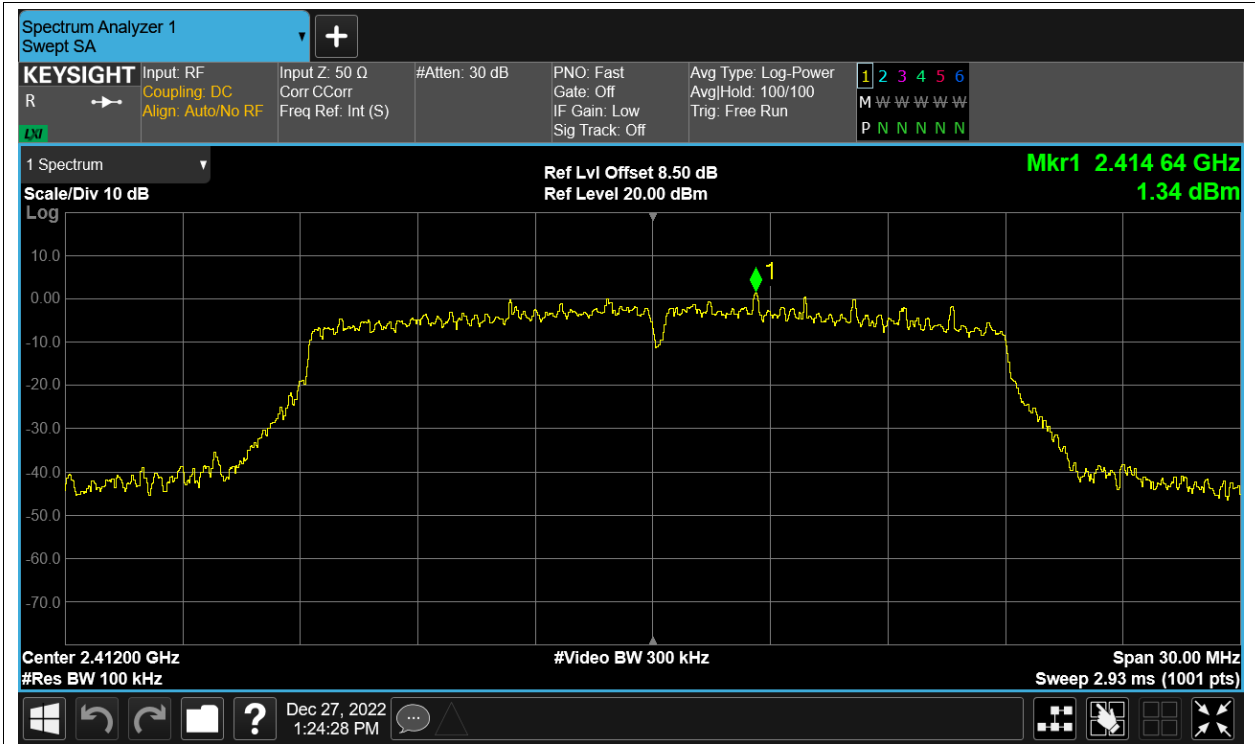 Spectrum Analyzer 1
Swept SA
KEYSIGHT
R
LXI
Input: RF
Coupling: DC
Align: Auto/No RF
Input Z: 50 Ω
Corr CCorr
Freq Ref: Int (S)
#Atten: 30 dB
PNO: Fast
Gate: Off
IF Gain: Low
Sig Track: Off
Avg Type: Log-Power
Avg|Hold: 100/100
Trig: Free Run
1 2 3 4 5 6
M W W W W W
P N N N N N
1 Spectrum
Scale/Div 10 dB
Log
Ref Lvl Offset 8.50 dB
Ref Level 20.00 dBm
Mkr1 2.414 64 GHz
1.34 dBm
10.0
0.00
-10.0
-20.0
-30.0
-40.0
-50.0
-60.0
-70.0
1
Center 2.41200 GHz
#Res BW 100 kHz
#Video BW 300 kHz
Span 30.00 MHz
Sweep 2.93 ms (1001 pts)
?
Dec 27, 2022
1:24:28 PM